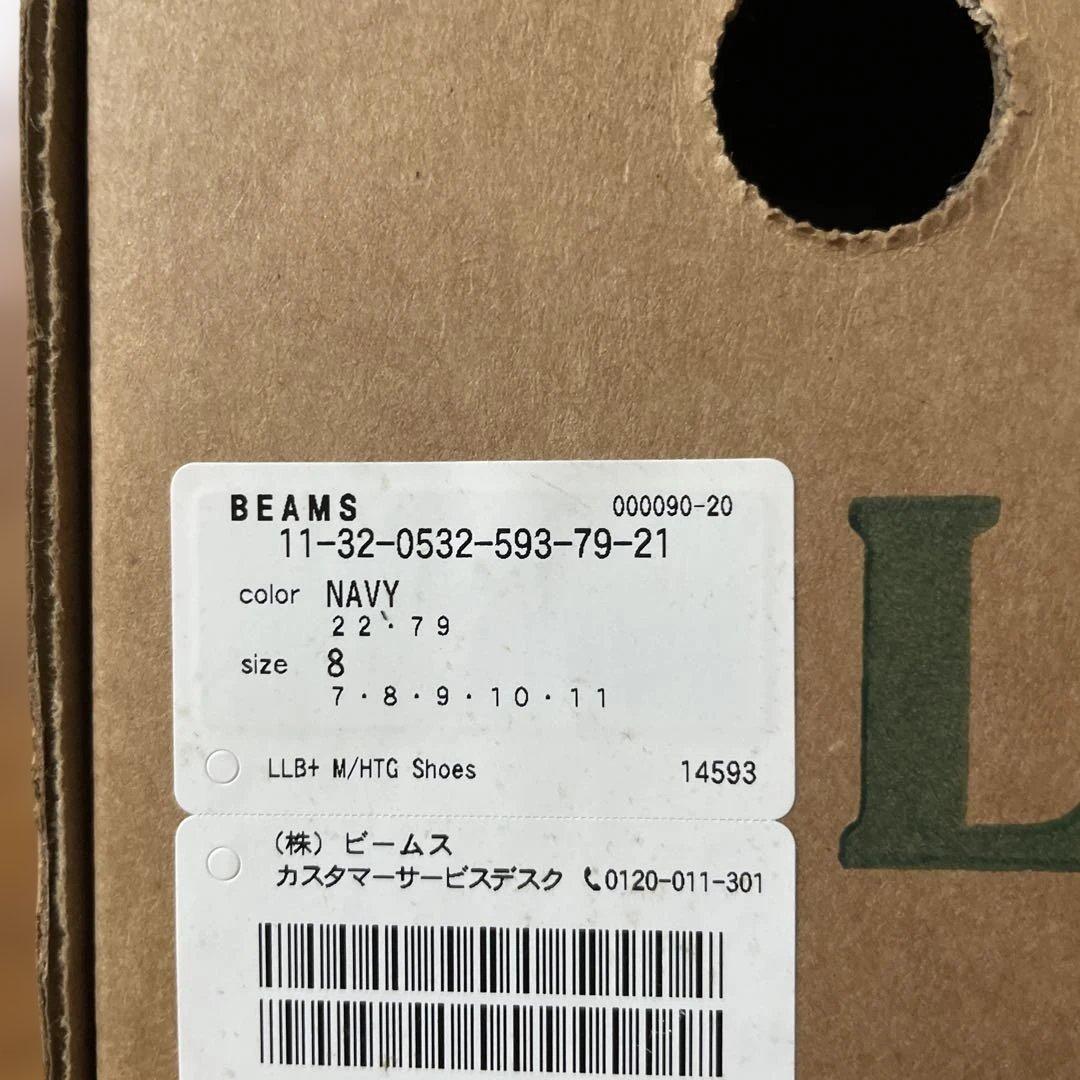 BEAMS 000090-20
11-32-0532-593-79-21
color NAVY
22・79
size 8
7・8・9・10・11
LLB+ M/HTG Shoes 14593
(株)ビームス
カスタマーサービスデスク 0120-011-301
L